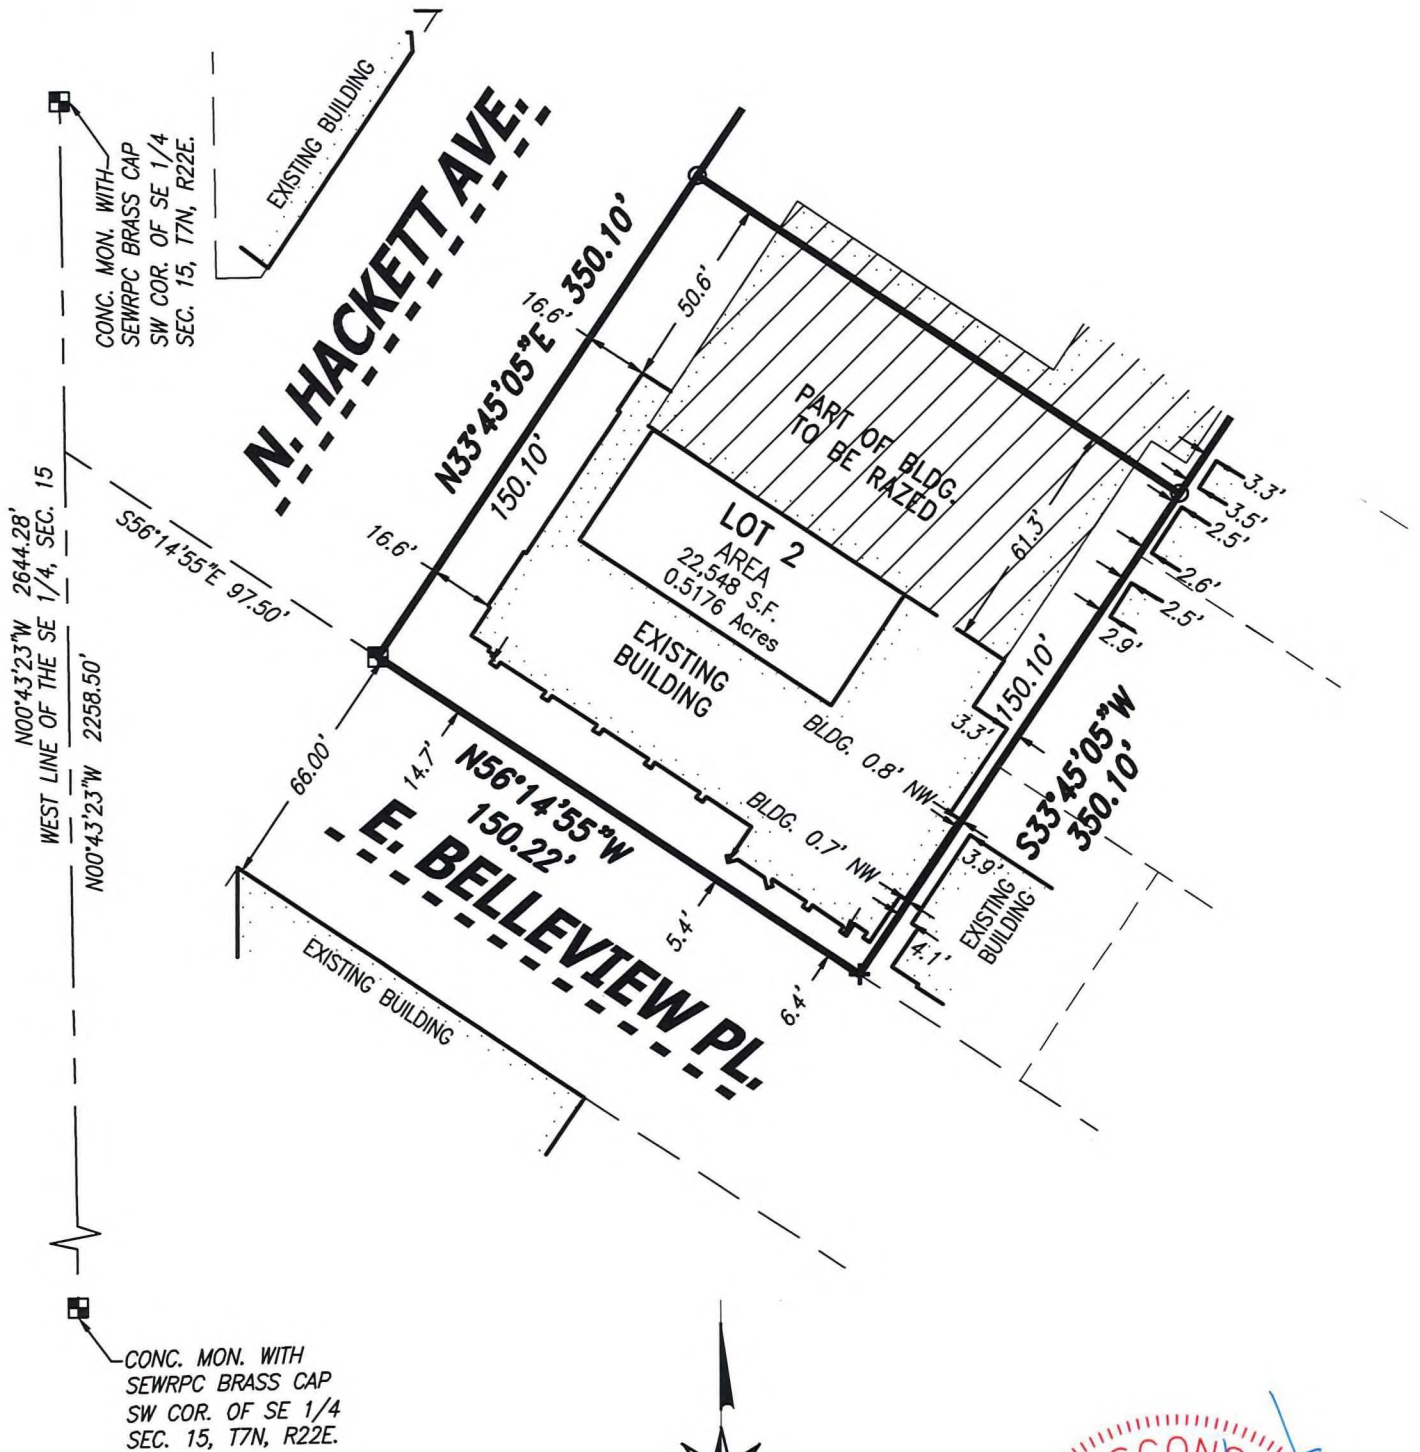 EXISTING BUILDING
CONC. MON. WITH
SEWRPC BRASS CAP
SW COR. OF SE 1/4
SEC. 15, T7N, R22E.
N. HACKETT AVE.
N33°45'05"E 350.10'
150.10'
16.6'
16.6'
50.6'
PART OF BLDG.
TO BE RAZED
61.3'
3.3'
3.5'
2.5'
2.6'
2.5'
2.9'
LOT 2
AREA
22,548 S.F.
0.5176 Acres
EXISTING
BUILDING
S56°14'55"E 97.50'
N00°43'23"W 2644.28'
WEST LINE OF THE SE 1/4, SEC. 15
N00°43'23"W 2258.50'
3.3'
150.10'
S33°45'05"W
350.10'
BLDG. 0.8' NW
BLDG. 0.7' NW
66.00'
14.7'
N56°14'55"W
150.22'
E. BELLEVIEW PL.
5.4'
6.4'
3.9'
EXISTING
BUILDING
4.1'
EXISTING BUILDING
CONC. MON. WITH
SEWRPC BRASS CAP
SW COR. OF SE 1/4
SEC. 15, T7N, R22E.
SCONS